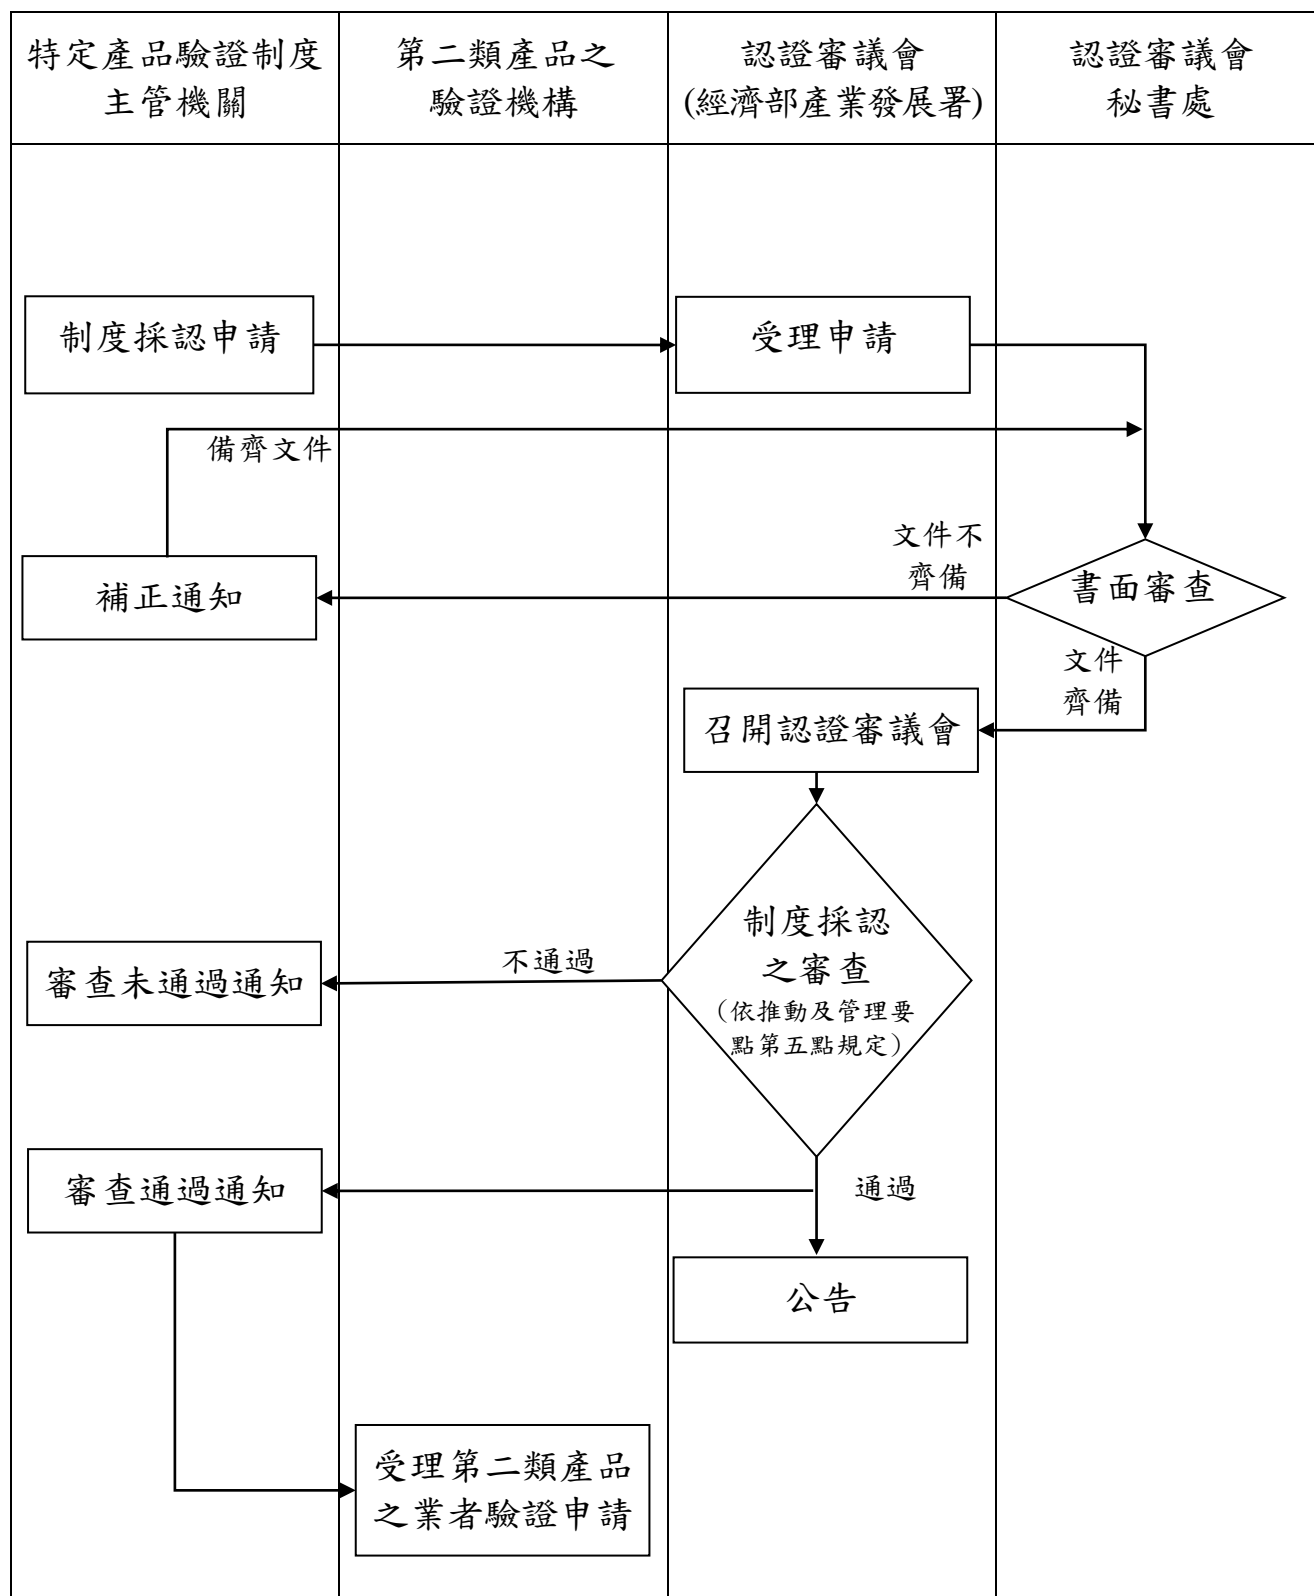 特定產品驗證制度
主管機關
第二類產品之
驗證機構
認證審議會
(經濟部產業發展署)
認證審議會
秘書處
制度採認申請
受理申請
備齊文件
文件不
齊備
補正通知
書面審查
文件
齊備
召開認證審議會
制度採認
之審查
（依推動及管理要
點第五點規定）
不通過
審查未通過通知
審查通過通知
通過
公告
受理第二類產品
之業者驗證申請